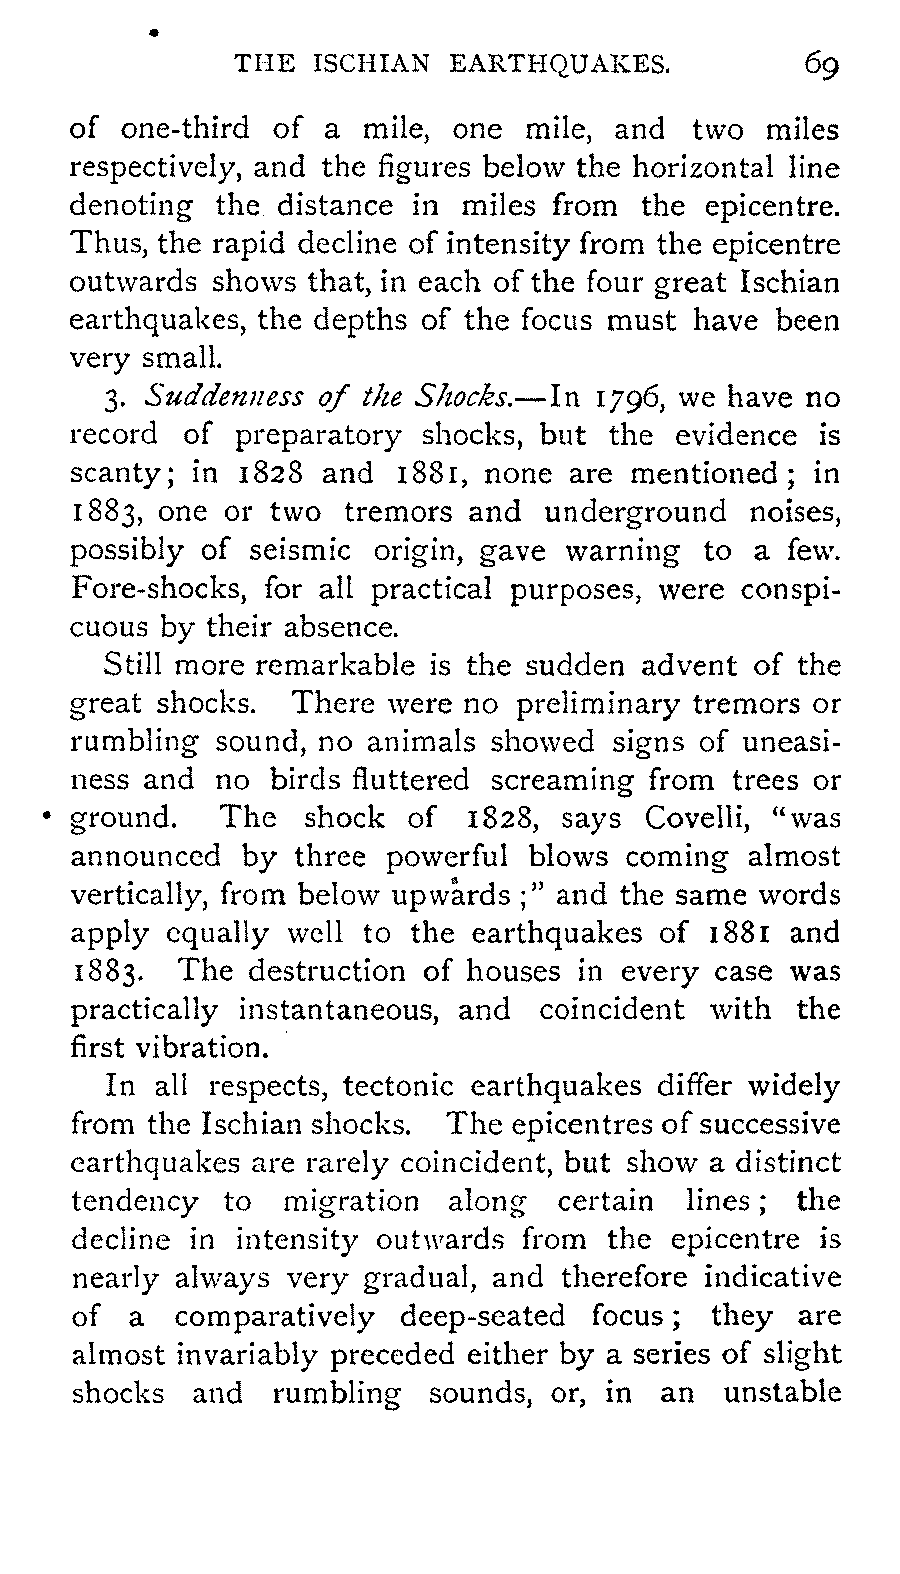 THE ISCHIAN EARTHQUAKES. 69
of one-third of a mile, one mile, and two miles
respectively, and the figures below the horizontal line
denoting the distance in miles from the epicentre.
Thus, the rapid decline of intensity from the epicentre
outwards shows that, in each of the four great Ischian
earthquakes, the depths of the focus must have been
very small.
3. Suddenness of the Shocks.—In 1796, we have no
record of preparatory shocks, but the evidence is
scanty; in 1828 and 1881, none are mentioned; in
1883, one or two tremors and underground noises,
possibly of seismic origin, gave warning to a few.
Fore-shocks, for all practical purposes, were conspi-
cuous by their absence.
Still more remarkable is the sudden advent of the
great shocks. There were no preliminary tremors or
rumbling sound, no animals showed signs of uneasi-
ness and no birds fluttered screaming from trees or
ground. The shock of 1828, says Covelli, "was
announced by three powerful blows coming almost
vertically, from below upwards;" and the same words
apply equally well to the earthquakes of 1881 and
1883. The destruction of houses in every case was
practically instantaneous, and coincident with the
first vibration.
In all respects, tectonic earthquakes differ widely
from the Ischian shocks. The epicentres of successive
earthquakes are rarely coincident, but show a distinct
tendency to migration along certain lines; the
decline in intensity outwards from the epicentre is
nearly always very gradual, and therefore indicative
of a comparatively deep-seated focus; they are
almost invariably preceded either by a series of slight
shocks and rumbling sounds, or, in an unstable